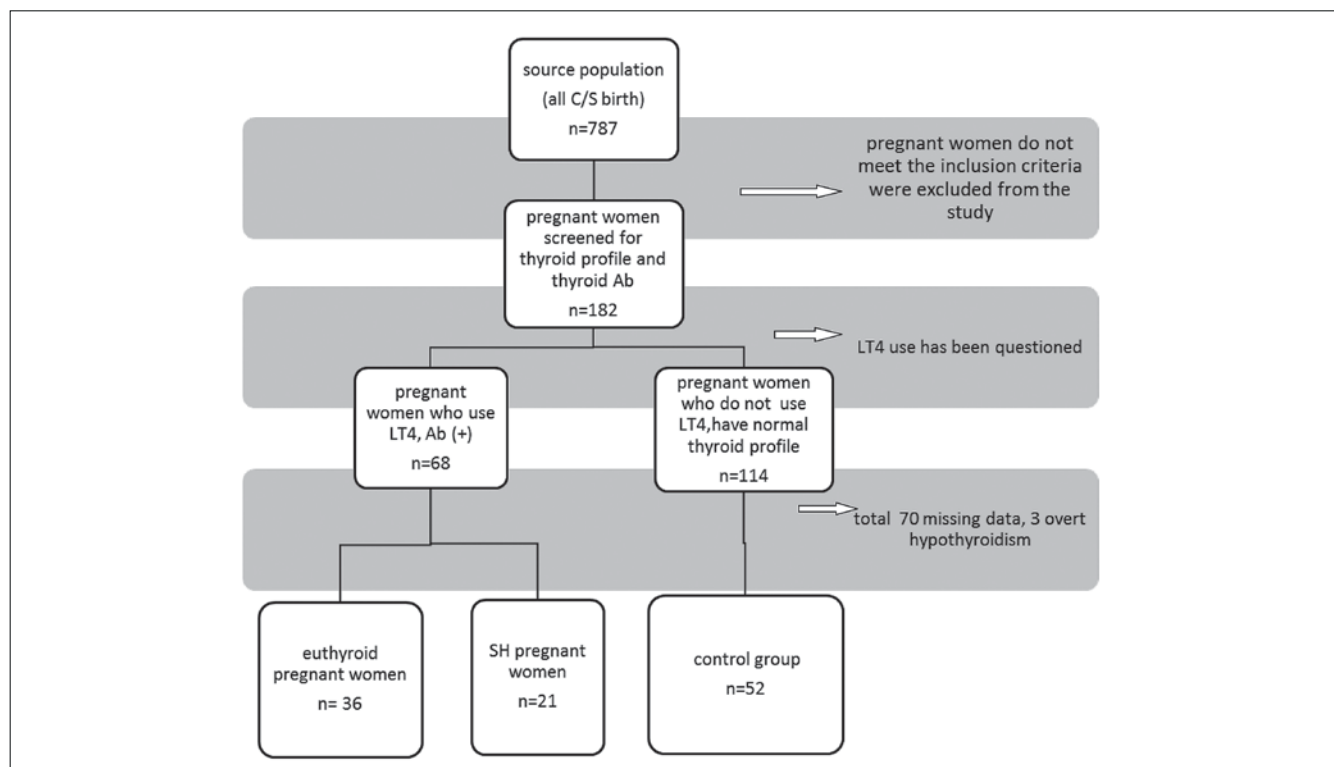 source population
(all C/S birth)
n=787
pregnant women do not
meet the inclusion criteria
were excluded from the
study
pregnant women
screened for
thyroid profile and
thyroid Ab
n=182
LT4 use has been questioned
pregnant
women who use
LT4, Ab (+)
n=68
pregnant women
who do not use
LT4,have normal
thyroid profile
n=114
total 70 missing data, 3 overt
hypothyroidism
euthyroid
pregnant women
n= 36
SH pregnant
women
n=21
control group
n=52